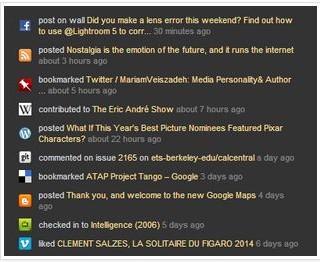 post on wall Did you make a lens error this weekend? Find out how
to use @Lightroom 5 to corr... 30 minutes ago
posted Nostalgia is the emotion of the future, and it runs the internet
about 3 hours ago
bookmarked Twitter / MariamVeiszadeh: Media Personality& Author
... about 5 hours ago
W contributed to The Eric André Show about 7 hours ago
posted What If This Year's Best Picture Nominees Featured Pixar
Characters? about 22 hours ago
git commented on issue 2165 on ets-berkeley-edu/calcentral a day ago
bookmarked ATAP Project Tango – Google 3 days ago
posted Thank you, and welcome to the new Google Maps 4 days
ago
checked in to Intelligence (2006) 5 days ago
liked CLEMENT SALZES, LA SOLITAIRE DU FIGARO 2014 6 days ago